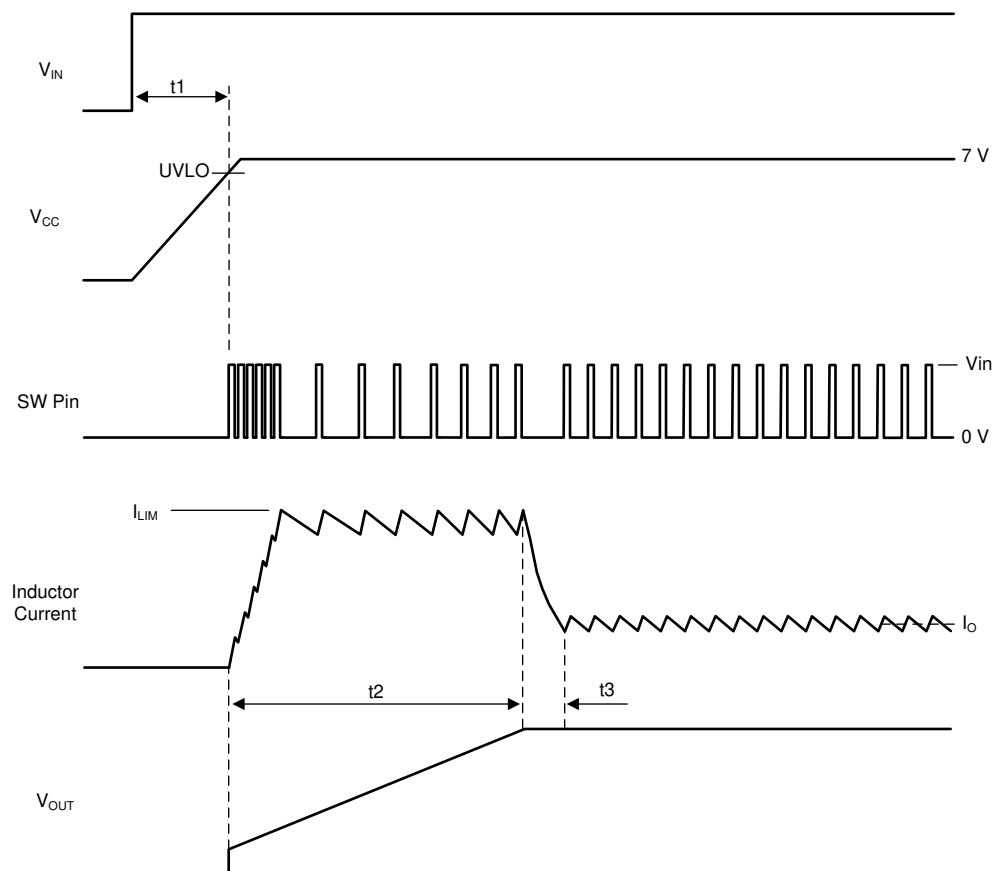 V_IN
t1
UVLO
7 V
V_CC
Vin
SW Pin
0 V
I_LIM
Inductor
Current
I_O
t2
t3
V_OUT